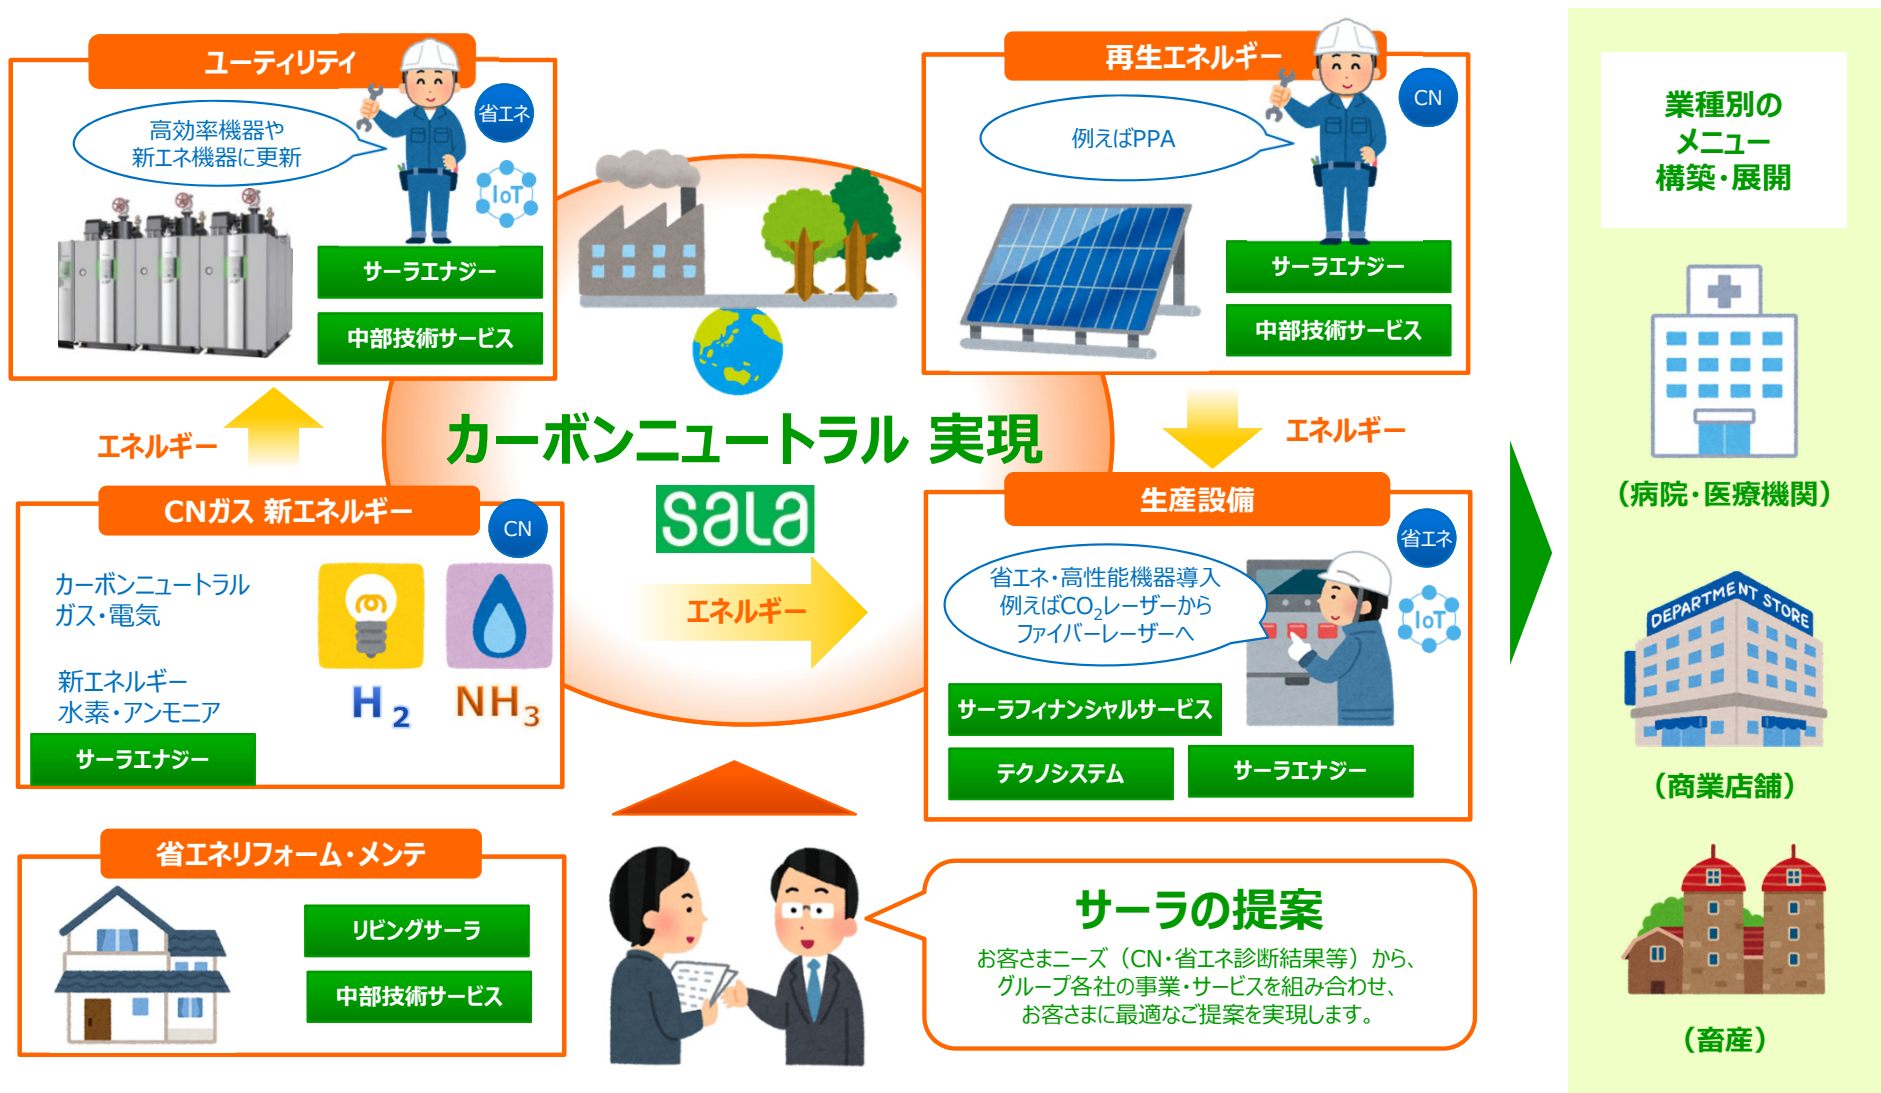 ユーティリティ
省エネ
高効率機器や
新エネ機器に更新
IoT
サーラエナジー
中部技術サービス
再生エネルギー
CN
例えばPPA
サーラエナジー
中部技術サービス
エネルギー
カーボンニュートラル 実現
エネルギー
sala
エネルギー
CNガス 新エネルギー
CN
カーボンニュートラル
ガス・電気
新エネルギー
水素・アンモニア
H2
NH3
サーラエナジー
生産設備
省エネ
省エネ・高性能機器導入
例えばCO2レーザーから
ファイバーレーザーへ
IoT
サーラフィナンシャルサービス
テクノシステム
サーラエナジー
省エネリフォーム・メンテ
リビングサーラ
中部技術サービス
サーラの提案
お客さまニーズ（CN・省エネ診断結果等）から、
グループ各社の事業・サービスを組み合わせ、
お客さまに最適なご提案を実現します。
業種別の
メニュー
構築・展開
（病院・医療機関）
DEPARTMENT STORE
（商業店舗）
（畜産）